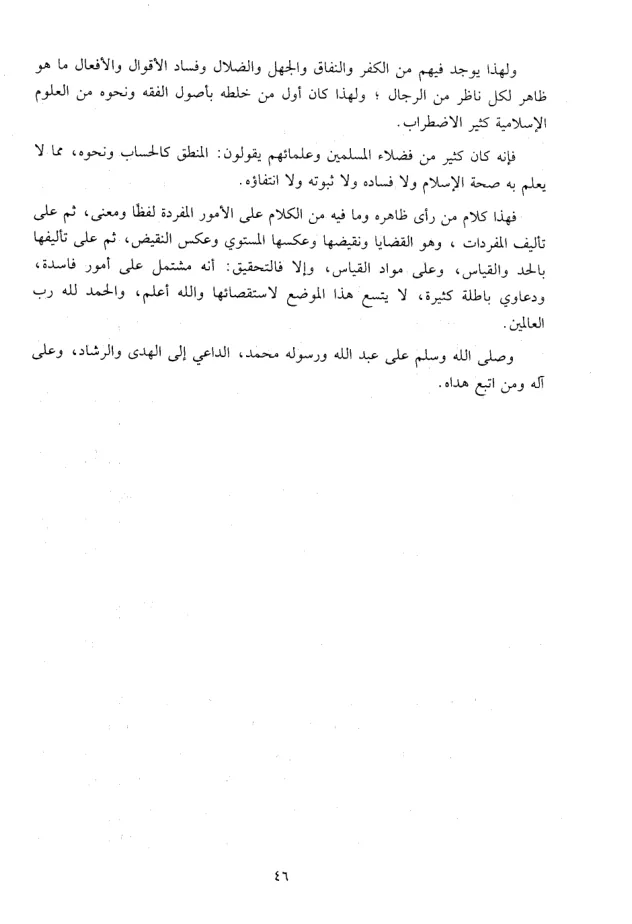 ولهذا يوجد فيهم من الكفر والنفاق والجهل والضلال وفساد الأقوال والأفعال ما هو
ظاهر لكل ناظر من الرجال ؛ ولهذا كان أول من خلطه بأصول الفقه ونحوه من العلوم
الإسلامية كثير الاضطراب.
فإنه كان كثير من فضلاء المسلمين وعلمائهم يقولون: المنطق كالحساب ونحوه، مما لا
يعلم به صحة الإسلام ولا فساده ولا ثبوته ولا انتفاؤه.
فهذا كلام من رأى ظاهره وما فيه من الكلام على الأمور المفردة لفظًا ومعنى، ثم على
تأليف المفردات ، وهو القضايا ونقيضها وعكسها المستوي وعكس النقيض، ثم على تأليفها
بالحد والقياس، وعلى مواد القياس، وإلا فالتحقيق: أنه مشتمل على أمور فاسدة،
ودعاوي باطلة كثيرة، لا يتسع هذا الموضع لاستقصائها والله أعلم، والحمد لله رب
العالمين.
وصلى الله وسلم على عبد الله ورسوله محمد، الداعي إلى الهدى والرشاد، وعلى
آله ومن اتبع هداه.
٤٦